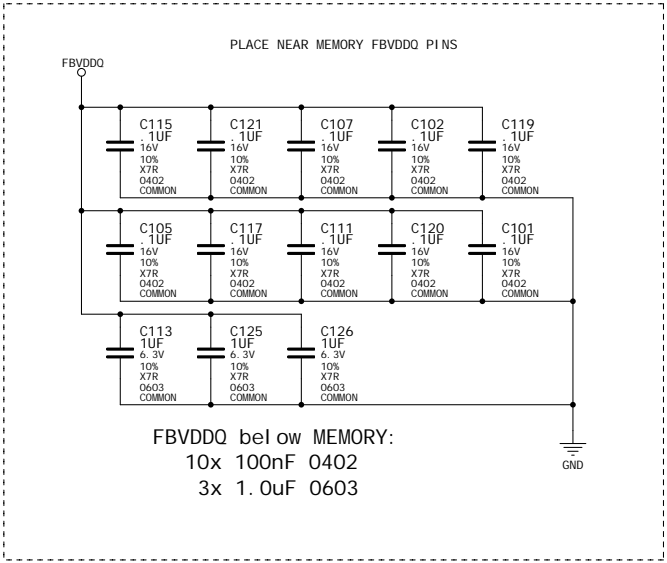 PLACE NEAR MEMORY FBVDDQ PINS
FBVDDQ
C115
.1UF
16V
10%
X7R
0402
COMMON
C121
.1UF
16V
10%
X7R
0402
COMMON
C107
.1UF
16V
10%
X7R
0402
COMMON
C102
.1UF
16V
10%
X7R
0402
COMMON
C119
.1UF
16V
10%
X7R
0402
COMMON
C105
.1UF
16V
10%
X7R
0402
COMMON
C117
.1UF
16V
10%
X7R
0402
COMMON
C111
.1UF
16V
10%
X7R
0402
COMMON
C120
.1UF
16V
10%
X7R
0402
COMMON
C101
.1UF
16V
10%
X7R
0402
COMMON
C113
1UF
6.3V
10%
X7R
0603
COMMON
C125
1UF
6.3V
10%
X7R
0603
COMMON
C126
1UF
6.3V
10%
X7R
0603
COMMON
FBVDDQ below MEMORY:
10x 100nF 0402
3x 1.0uF 0603
GND